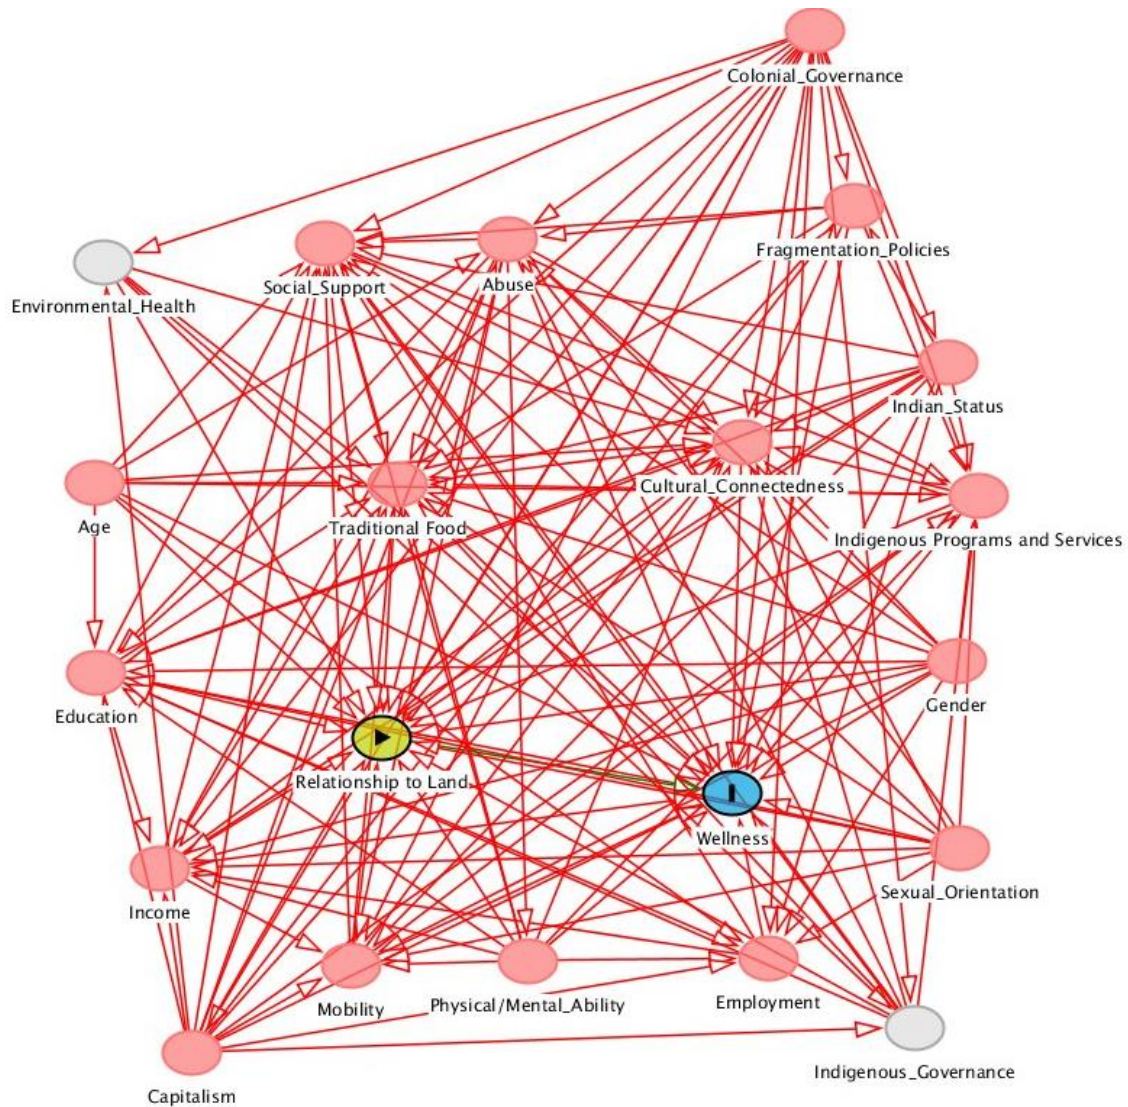 Colonial_Governance
Fragmentation_Policies
Social_Support
Abuse
Environmental_Health
Indian_Status
Cultural_Connectedness
Age
Traditional Food
Indigenous Programs and Services
Education
Gender
Relationship to Land
Wellness
Sexual_Orientation
Income
Mobility
Physical/Mental_Ability
Employment
Indigenous_Governance
Capitalism